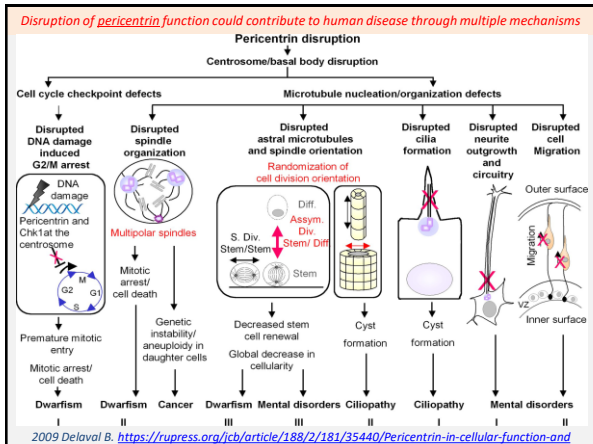 Disruption of pericentrin function could contribute to human disease through multiple mechanisms
Pericentrin disruption
Centrosome/basal body disruption
Cell cycle checkpoint defects
Microtubule nucleation/organization defects
Disrupted
DNA damage
induced
G2/M arrest
DNA
damage
Pericentrin and
Chk1at the
centrosome
M
G2
G1
S
Premature mitotic
entry
Mitotic arrest/
cell death
Dwarfism
I
Disrupted
spindle
organization
Multipolar spindles
Mitotic
arrest/
cell death
Genetic
instability/
aneuploidy in
daughter cells
Dwarfism
II
Cancer
II
Disrupted
astral microtubules
and spindle orientation
Randomization of
cell division orientation
Diff.
Assym.
Div.
Stem/ Diff.
S. Div.
Stem/Stem
Stem
Decreased stem
cell renewal
Global decrease in
cellularity
Cyst
formation
Dwarfism
III
Mental disorders
III
Ciliopathy
II
Disrupted
cilia
formation
Cyst
formation
Ciliopathy
I
Disrupted
neurite
outgrowth
and
circuitry
Disrupted
cell
Migration
Outer surface
Migration
VZ
Inner surface
Mental disorders
I
II
2009 Delaval B. https://rupress.org/jcb/article/188/2/181/35440/Pericentrin-in-cellular-function-and